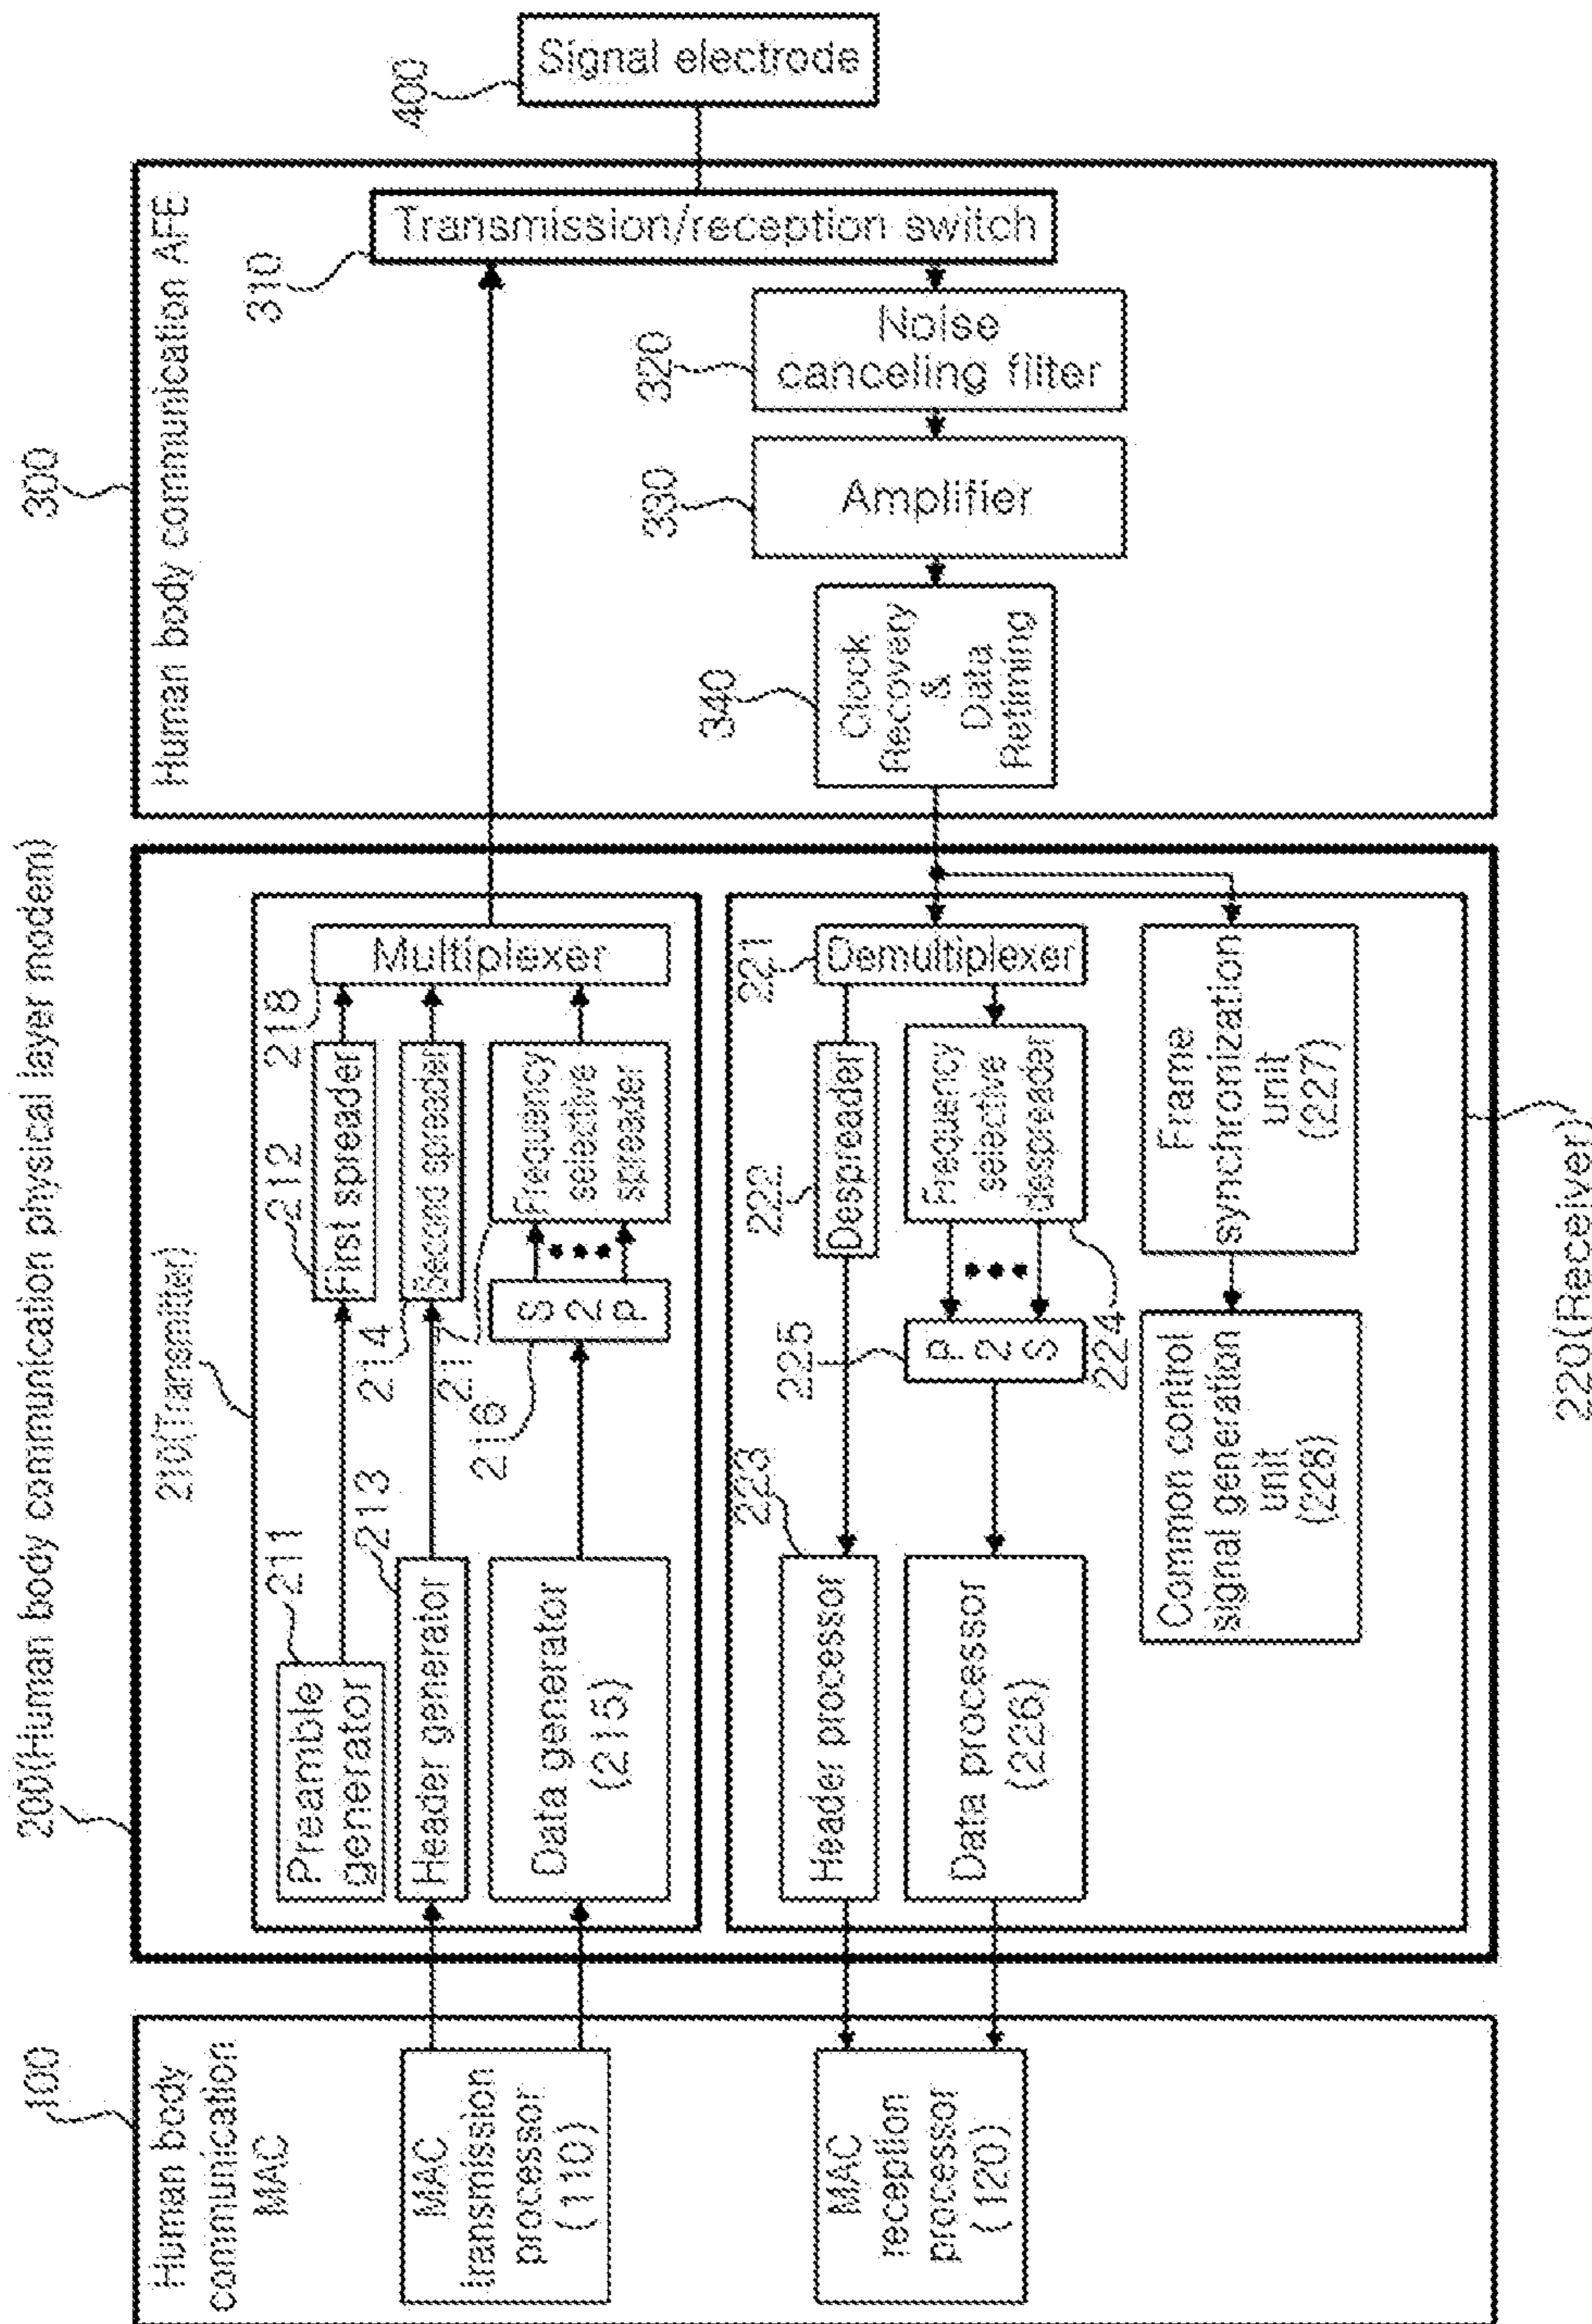 100
Human body
communication
MAC
MAC
transmission
processor
(110)
MAC
reception
processor
(120)
200(Human body communication physical layer modem)
210(Transmitter)
211
Preamble
generator
213
Header generator
Data generator
(215)
212
First spreader
214
Second spreader
216
S2P
217
Frequency
selective
spreader
218
Multiplexer
223
Header processor
Data processor
(226)
222
Despreader
225
P2S
224
Frequency
selective
despreader
221
Demultiplexer
Common control
signal generation
unit
(228)
Frame
synchronization
unit
(227)
220(Receiver)
300
Human body communication AFE
310
Transmission/reception switch
320
Noise
canceling filter
330
Amplifier
340
Clock
Recovery
&
Data
Retiming
400
Signal electrode